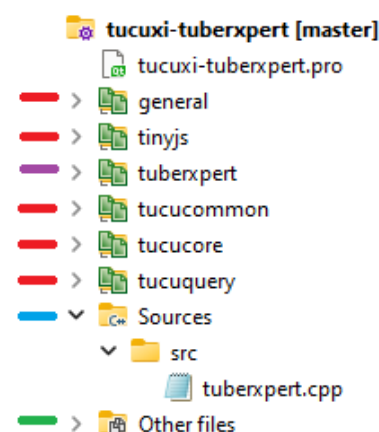 tucuxi-tuberxpert [master]
tucuxi-tuberxpert.pro
general
tinyjs
tuberxpert
tucucommon
tucucore
tucuquery
Sources
src
tuberxpert.cpp
Other files